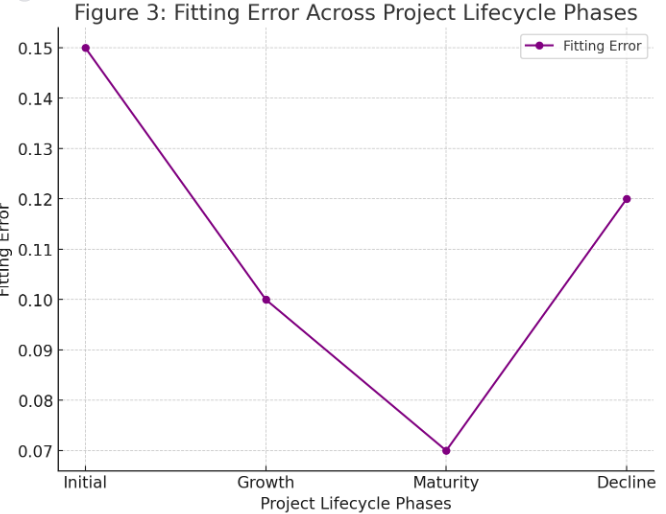 Figure 3: Fitting Error Across Project Lifecycle Phases
Fitting Error
0.15
0.14
0.13
0.12
0.11
0.10
0.09
0.08
0.07
Fitting Error
Initial Growth Maturity Decline
Project Lifecycle Phases